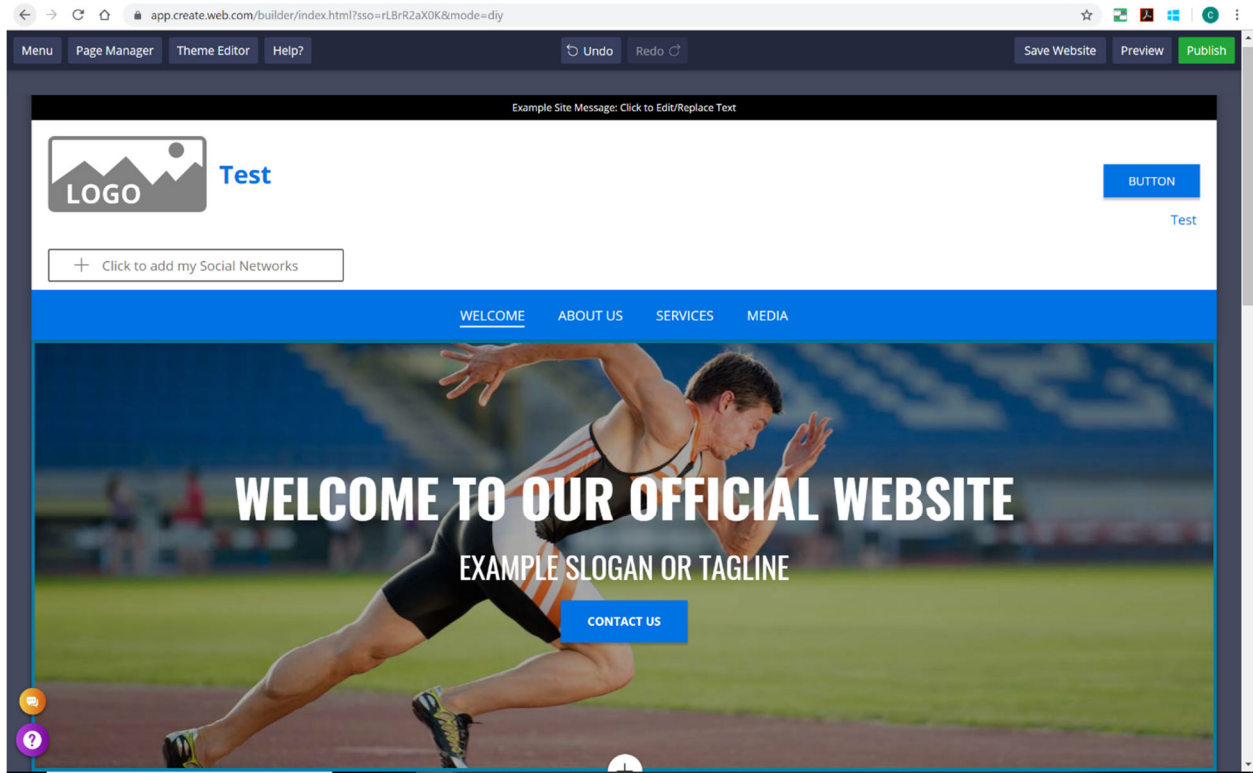 app.create.web.com/builder/index.html?sso=rLBrR2aX0K&mode=diy
C
Menu Page Manager Theme Editor Help? Undo Redo Save Website Preview Publish
Example Site Message: Click to Edit/Replace Text
LOGO
Test
BUTTON
Test
+ Click to add my Social Networks
WELCOME ABOUT US SERVICES MEDIA
WELCOME TO OUR OFFICIAL WEBSITE
EXAMPLE SLOGAN OR TAGLINE
CONTACT US
?